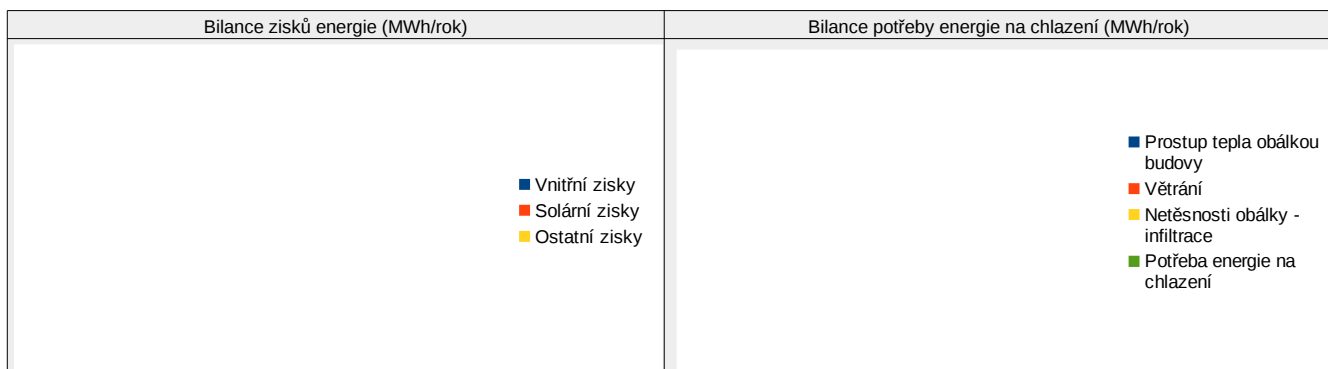 Bilance zisků energie (MWh/rok)
Bilance potřeby energie na chlazení (MWh/rok)
Vnitřní zisky
Solární zisky
Ostatní zisky
Prostup tepla obálkou
budovy
Větrání
Netěsnosti obálky -
infiltrace
Potřeba energie na
chlazení